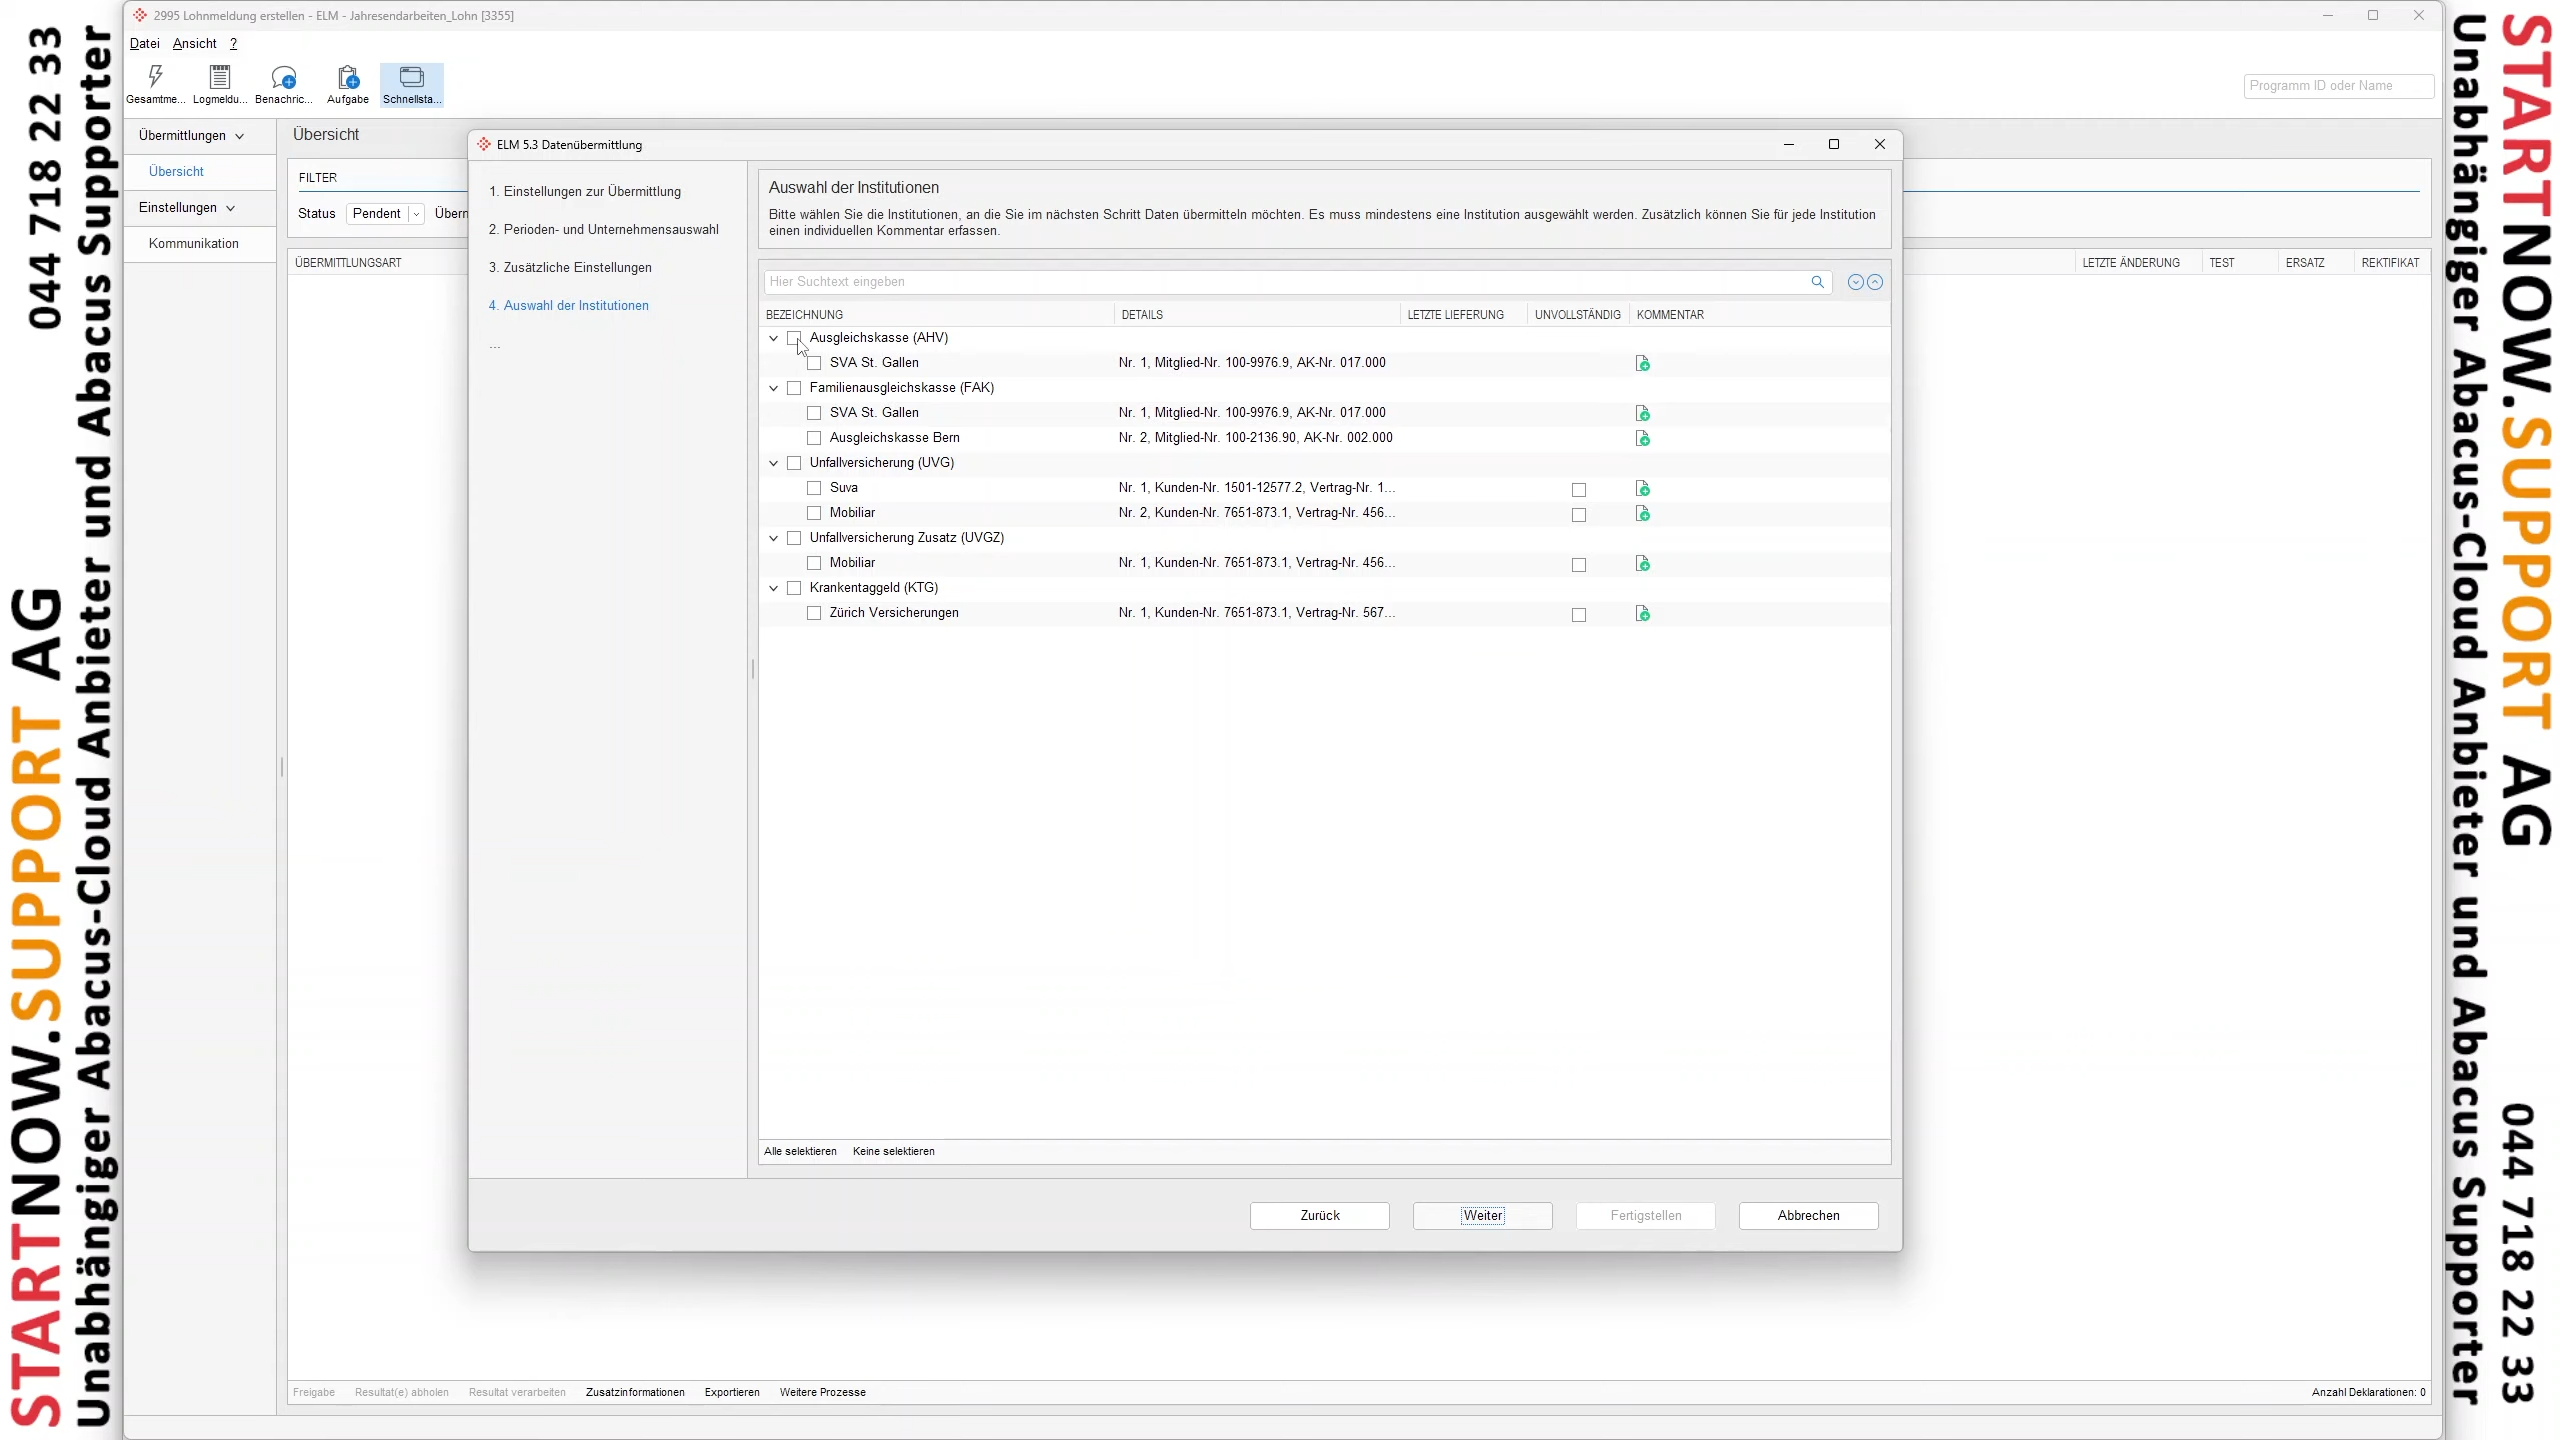 STARTNOW.SUPPORT AG
Unabhängiger Abacus-Cloud Anbieter und Abacus Supporter
044 718 22 33
2995 Lohnmeldung erstellen - ELM - Jahresendarbeiten_Lohn [3355]
Datei Ansicht ?
Gesamtme... Logmeldu... Benachric... Aufgabe Schnellsta...
Programm ID oder Name
Übermittlungen
Übersicht
Einstellungen
Kommunikation
Übersicht
FILTER
Status Pendent Überm
ÜBERMITTLUNGSART
LETZTE ÄNDERUNG TEST ERSATZ REKTIFIKAT
ELM 5.3 Datenübermittlung
1. Einstellungen zur Übermittlung
2. Perioden- und Unternehmensauswahl
3. Zusätzliche Einstellungen
4. Auswahl der Institutionen
...
Auswahl der Institutionen
Bitte wählen Sie die Institutionen, an die Sie im nächsten Schritt Daten übermitteln möchten. Es muss mindestens eine Institution ausgewählt werden. Zusätzlich können Sie für jede Institution
einen individuellen Kommentar erfassen.
Hier Suchtext eingeben
BEZEICHNUNG DETAILS LETZTE LIEFERUNG UNVOLLSTÄNDIG KOMMENTAR
Ausgleichskasse (AHV)
SVA St. Gallen Nr. 1, Mitglied-Nr. 100-9976.9, AK-Nr. 017.000
Familienausgleichskasse (FAK)
SVA St. Gallen Nr. 1, Mitglied-Nr. 100-9976.9, AK-Nr. 017.000
Ausgleichskasse Bern Nr. 2, Mitglied-Nr. 100-2136.90, AK-Nr. 002.000
Unfallversicherung (UVG)
Suva Nr. 1, Kunden-Nr. 1501-12577.2, Vertrag-Nr. 1...
Mobiliar Nr. 2, Kunden-Nr. 7651-873.1, Vertrag-Nr. 456...
Unfallversicherung Zusatz (UVGZ)
Mobiliar Nr. 1, Kunden-Nr. 7651-873.1, Vertrag-Nr. 456...
Krankentaggeld (KTG)
Zürich Versicherungen Nr. 1, Kunden-Nr. 7651-873.1, Vertrag-Nr. 567...
Alle selektieren Keine selektieren
Zurück Weiter Fertigstellen Abbrechen
Freigabe Resultat(e) abholen Resultat verarbeiten Zusatzinformationen Exportieren Weitere Prozesse
Anzahl Deklarationen: 0
STARTNOW.SUPPORT AG
Unabhängiger Abacus-Cloud Anbieter und Abacus Supporter
044 718 22 33